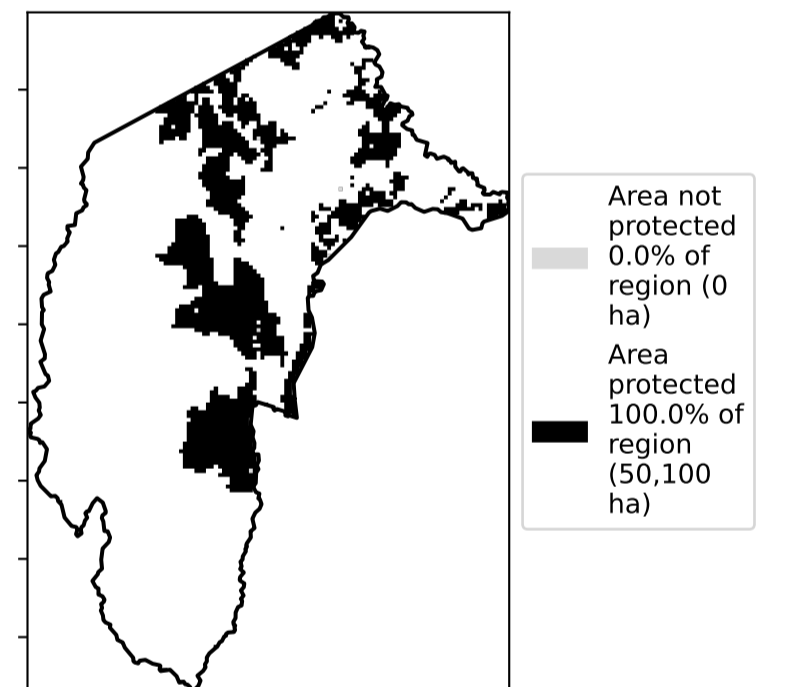 Area not
protected
0.0% of
region (0
ha)
Area
protected
100.0% of
region
(50,100
ha)